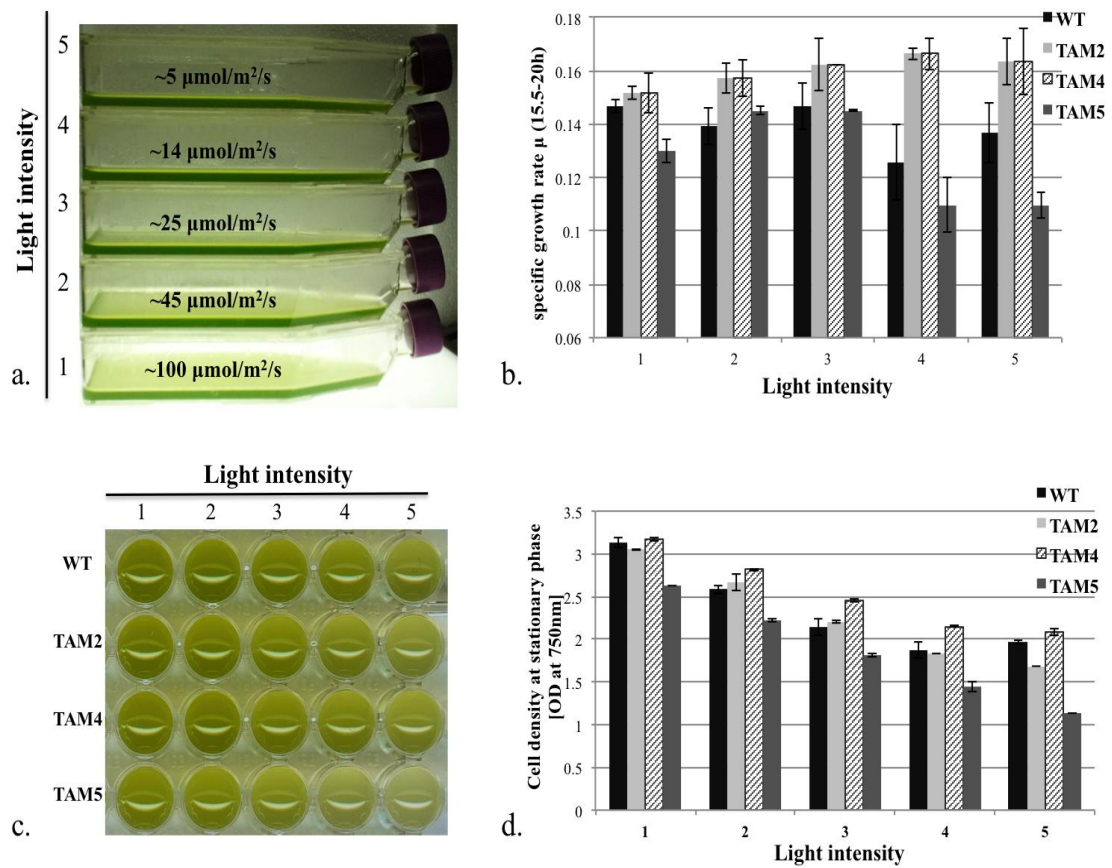 Light intensity
5
4
3
2
1
~5 µmol/m²/s
~14 µmol/m²/s
~25 µmol/m²/s
~45 µmol/m²/s
~100 µmol/m²/s
a.
specific growth rate µ (15.5-20h)
0.18
0.16
0.14
0.12
0.1
0.08
0.06
1 2 3 4 5
Light intensity
WT
TAM2
TAM4
TAM5
b.
Light intensity
1 2 3 4 5
WT
TAM2
TAM4
TAM5
c.
Cell density at stationary phase
[OD at 750nm]
3.5
3
2.5
2
1.5
1
0.5
0
1 2 3 4 5
Light intensity
WT
TAM2
TAM4
TAM5
d.